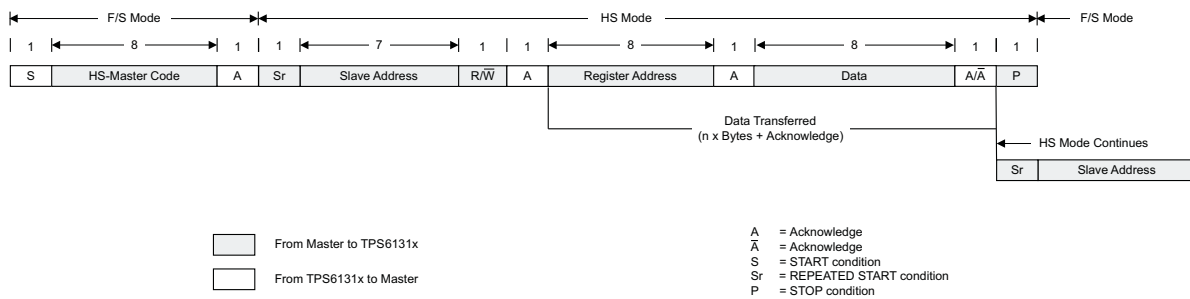 F/S Mode HS Mode F/S Mode
1 8 1 1 7 1 1 8 1 8 1 1
S HS-Master Code A Sr Slave Address R/W̅ A Register Address A Data A/A̅ P
Data Transferred
(n x Bytes + Acknowledge)
HS Mode Continues
Sr Slave Address
From Master to TPS6131x
From TPS6131x to Master
A = Acknowledge
A̅ = Acknowledge
S = START condition
Sr = REPEATED START condition
P = STOP condition